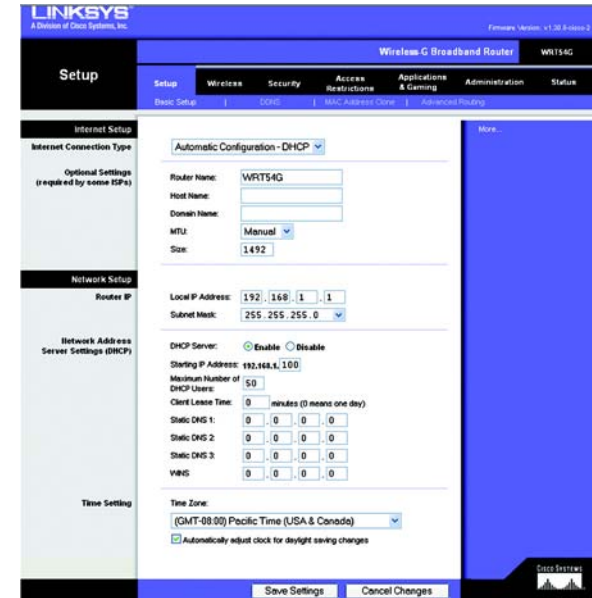 LINKSYS
A Division of Cisco Systems, Inc.
Wireless-G Broadband Router WRT54G
Setup
Setup Wireless Security Access Restrictions Applications & Gaming Administration Status
Basic Setup | DDNS | MAC Address Clone | Advanced Routing
Internet Setup
More...
Internet Connection Type Automatic Configuration - DHCP
Optional Settings
(required by some ISPs)
Router Name: WRT54G
Host Name:
Domain Name:
MTU: Manual
Size: 1492
Network Setup
Router IP
Local IP Address: 192 . 168 . 1 . 1
Subnet Mask: 255.255.255.0
Network Address
Server Settings (DHCP)
DHCP Server: Enable Disable
Starting IP Address: 192.168.1. 100
Maximum Number of
DHCP Users: 50
Client Lease Time: 0 minutes (0 means one day)
Static DNS 1: 0 . 0 . 0 . 0
Static DNS 2: 0 . 0 . 0 . 0
Static DNS 3: 0 . 0 . 0 . 0
WINS 0 . 0 . 0 . 0
Time Setting
Time Zone:
(GMT-08:00) Pacific Time (USA & Canada)
Automatically adjust clock for daylight saving changes
Save Settings Cancel Changes
Cisco Systems